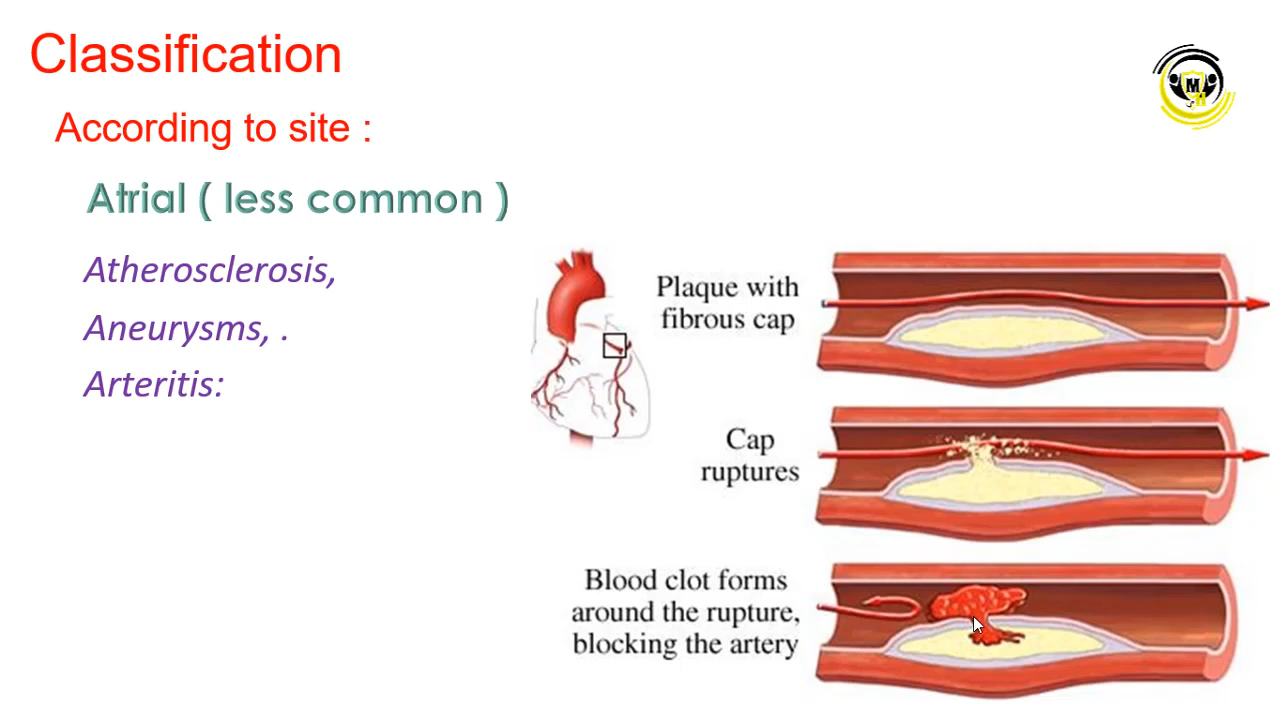 Classification
According to site :
Atrial ( less common )
Atherosclerosis,
Aneurysms, .
Arteritis:
Plaque with
fibrous cap
Cap
ruptures
Blood clot forms
around the rupture,
blocking the artery
M